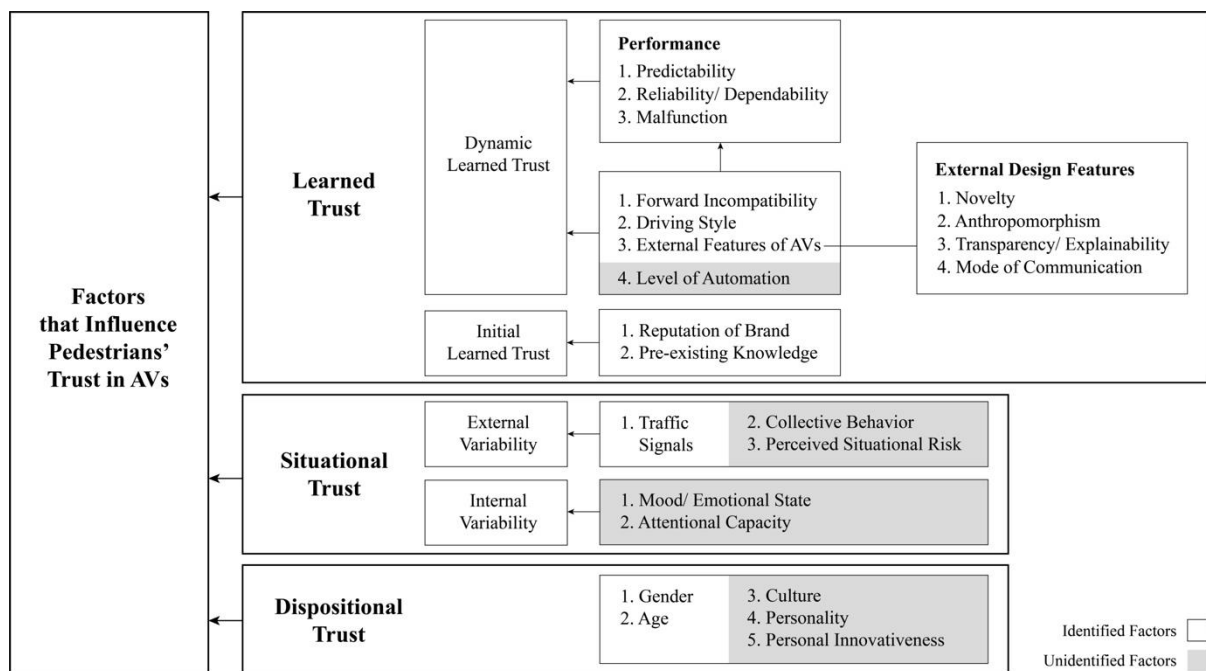 Factors
that Influence
Pedestrians’
Trust in AVs
Learned
Trust
Dynamic
Learned Trust
Performance
1. Predictability
2. Reliability/ Dependability
3. Malfunction
1. Forward Incompatibility
2. Driving Style
3. External Features of AVs
4. Level of Automation
External Design Features
1. Novelty
2. Anthropomorphism
3. Transparency/ Explainability
4. Mode of Communication
Initial
Learned Trust
1. Reputation of Brand
2. Pre-existing Knowledge
Situational
Trust
External
Variability
1. Traffic
Signals
2. Collective Behavior
3. Perceived Situational Risk
Internal
Variability
1. Mood/ Emotional State
2. Attentional Capacity
Dispositional
Trust
1. Gender
2. Age
3. Culture
4. Personality
5. Personal Innovativeness
Identified Factors
Unidentified Factors